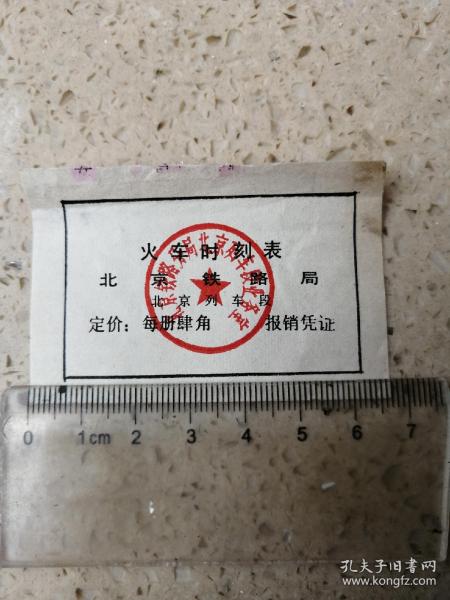 火车时刻表
北京铁路局
北京列车段
定价：每册肆角 报销凭证
0 1cm 2 3 4 5 6 7
孔夫子旧书网
www.kongfz.com